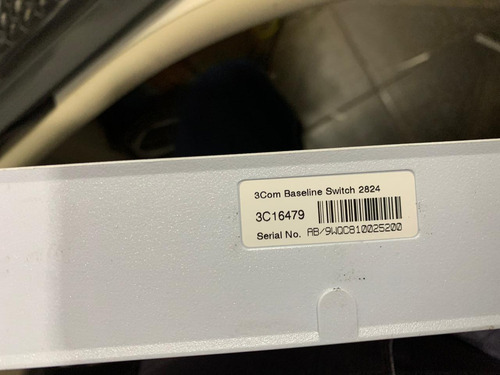 3Com Baseline Switch 2824
3C16479
Serial No. AB/9WQC810025200